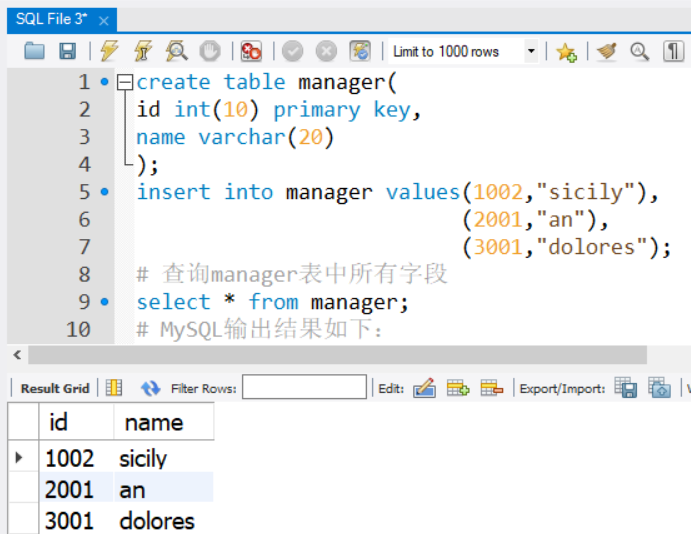 SQL File 3*
Limit to 1000 rows
1 create table manager(
2 id int(10) primary key,
3 name varchar(20)
4 );
5 insert into manager values(1002,"sicily"),
6 (2001,"an"),
7 (3001,"dolores");
8 # 查询manager表中所有字段
9 select * from manager;
10 # MySQL输出结果如下:
Result Grid Filter Rows: Edit: Export/Import:
id name
1002 sicily
2001 an
3001 dolores